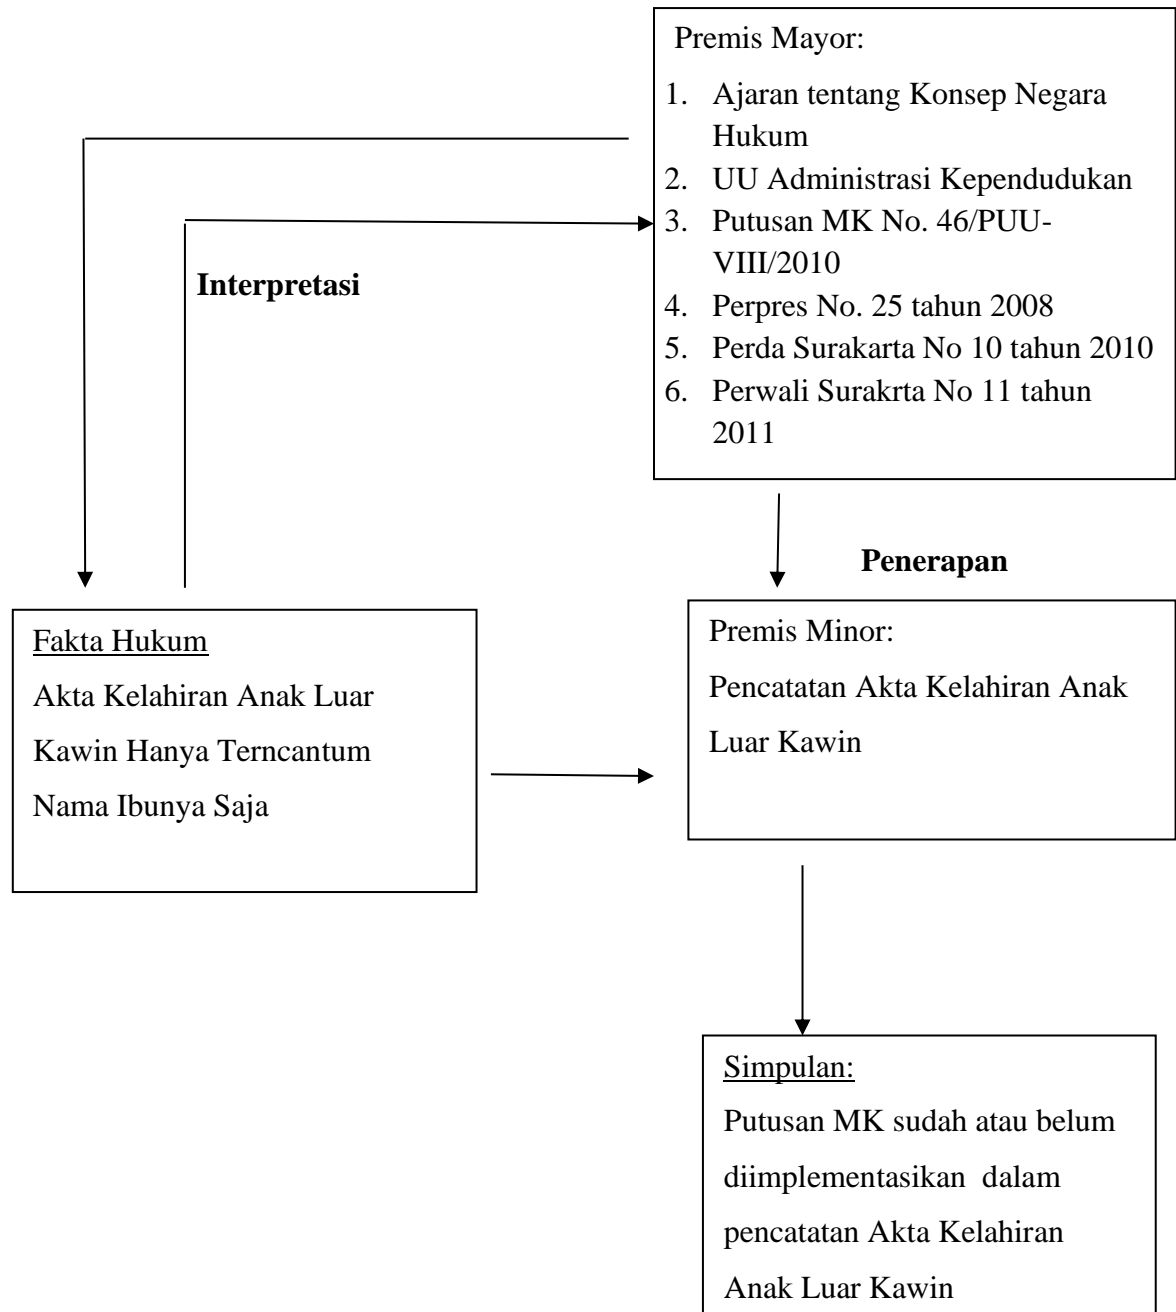 Premis Mayor:
1. Ajaran tentang Konsep Negara
Hukum
2. UU Administrasi Kependudukan
3. Putusan MK No. 46/PUU-
VIII/2010
4. Perpres No. 25 tahun 2008
5. Perda Surakarta No 10 tahun 2010
6. Perwali Surakrta No 11 tahun
2011
Interpretasi
Penerapan
Fakta Hukum
Akta Kelahiran Anak Luar
Kawin Hanya Terncantum
Nama Ibunya Saja
Premis Minor:
Pencatatan Akta Kelahiran Anak
Luar Kawin
Simpulan:
Putusan MK sudah atau belum
diimplementasikan dalam
pencatatan Akta Kelahiran
Anak Luar Kawin